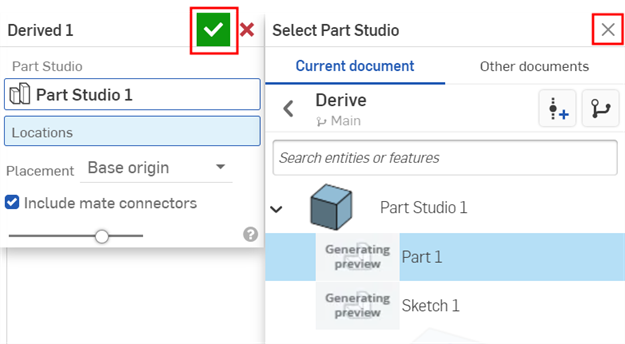 Derived 1
Part Studio
Part Studio 1
Locations
Placement Base origin
Include mate connectors
Select Part Studio
Current document Other documents
Derive
Main
Search entities or features
Part Studio 1
Generating preview
Part 1
Generating preview
Sketch 1